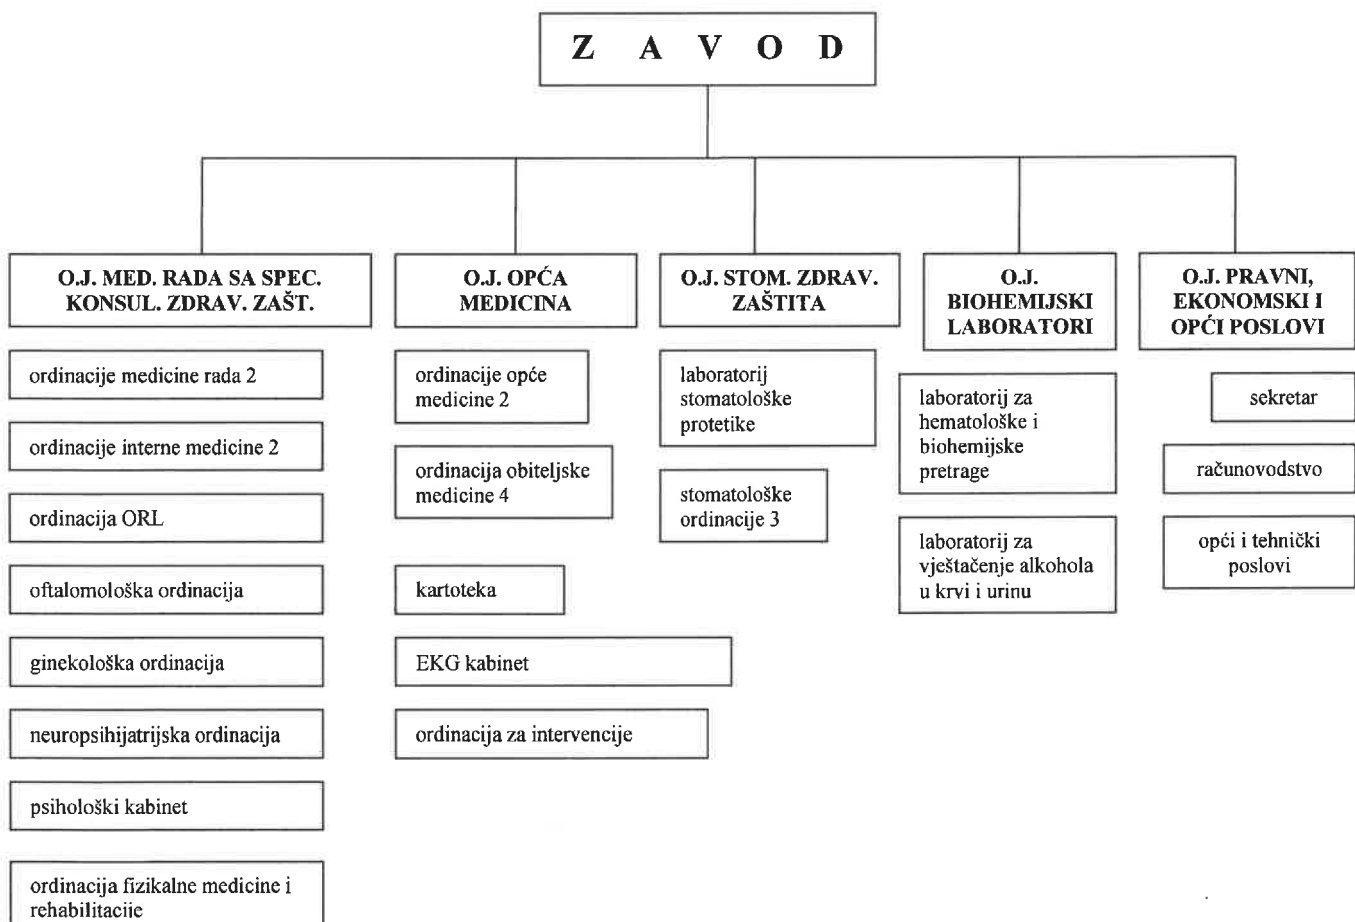 Z A V O D
O.J. MED. RADA SA SPEC.
KONSUL. ZDRAV. ZAŠT.
ordinacije medicine rada 2
ordinacije interne medicine 2
ordinacija ORL
oftalomološka ordinacija
ginekološka ordinacija
neuropsihijatrijska ordinacija
psihološki kabinet
ordinacija fizikalne medicine i
rehabilitacije
O.J. OPĆA
MEDICINA
ordinacije opće
medicine 2
ordinacija obiteljske
medicine 4
kartoteka
EKG kabinet
ordinacija za intervencije
O.J. STOM. ZDRAV.
ZAŠTITA
laboratorij
stomatološke
protetike
stomatološke
ordinacije 3
O.J.
BIOHEMIJSKI
LABORATORI
laboratorij za
hematološke i
biohemijske
pretrage
laboratorij za
vještačenje alkohola
u krvi i urinu
O.J. PRAVNI,
EKONOMSKI I
OPĆI POSLOVI
sekretar
računovodstvo
opći i tehnički
poslovi